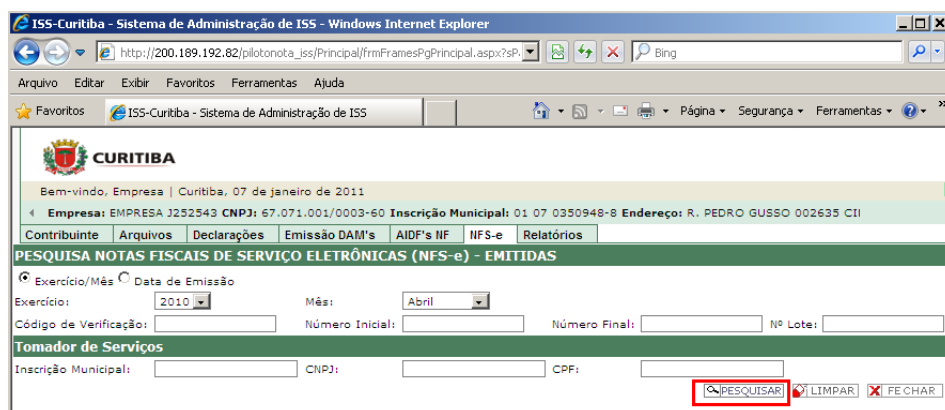 ISS-Curitiba - Sistema de Administração de ISS - Windows Internet Explorer
http://200.189.192.82/pilotonota_iss/Principal/frmFramesPgPrincipal.aspx?sP. Bing
Arquivo Editar Exibir Favoritos Ferramentas Ajuda
Favoritos ISS-Curitiba - Sistema de Administração de ISS Página Segurança Ferramentas »
CURITIBA
Bem-vindo, Empresa | Curitiba, 07 de janeiro de 2011
Empresa: EMPRESA J252543 CNPJ: 67.071.001/0003-60 Inscrição Municipal: 01 07 0350948-8 Endereço: R. PEDRO GUSSO 002635 CII
Contribuinte Arquivos Declarações Emissão DAM's AIDF's NF NFS-e Relatórios
PESQUISA NOTAS FISCAIS DE SERVIÇO ELETRÔNICAS (NFS-e) - EMITIDAS
Exercício/Mês Data de Emissão
Exercício: 2010 Mês: Abril
Código de Verificação: Número Inicial: Número Final: Nº Lote:
Tomador de Serviços
Inscrição Municipal: CNPJ: CPF:
PESQUISAR LIMPAR FECHAR